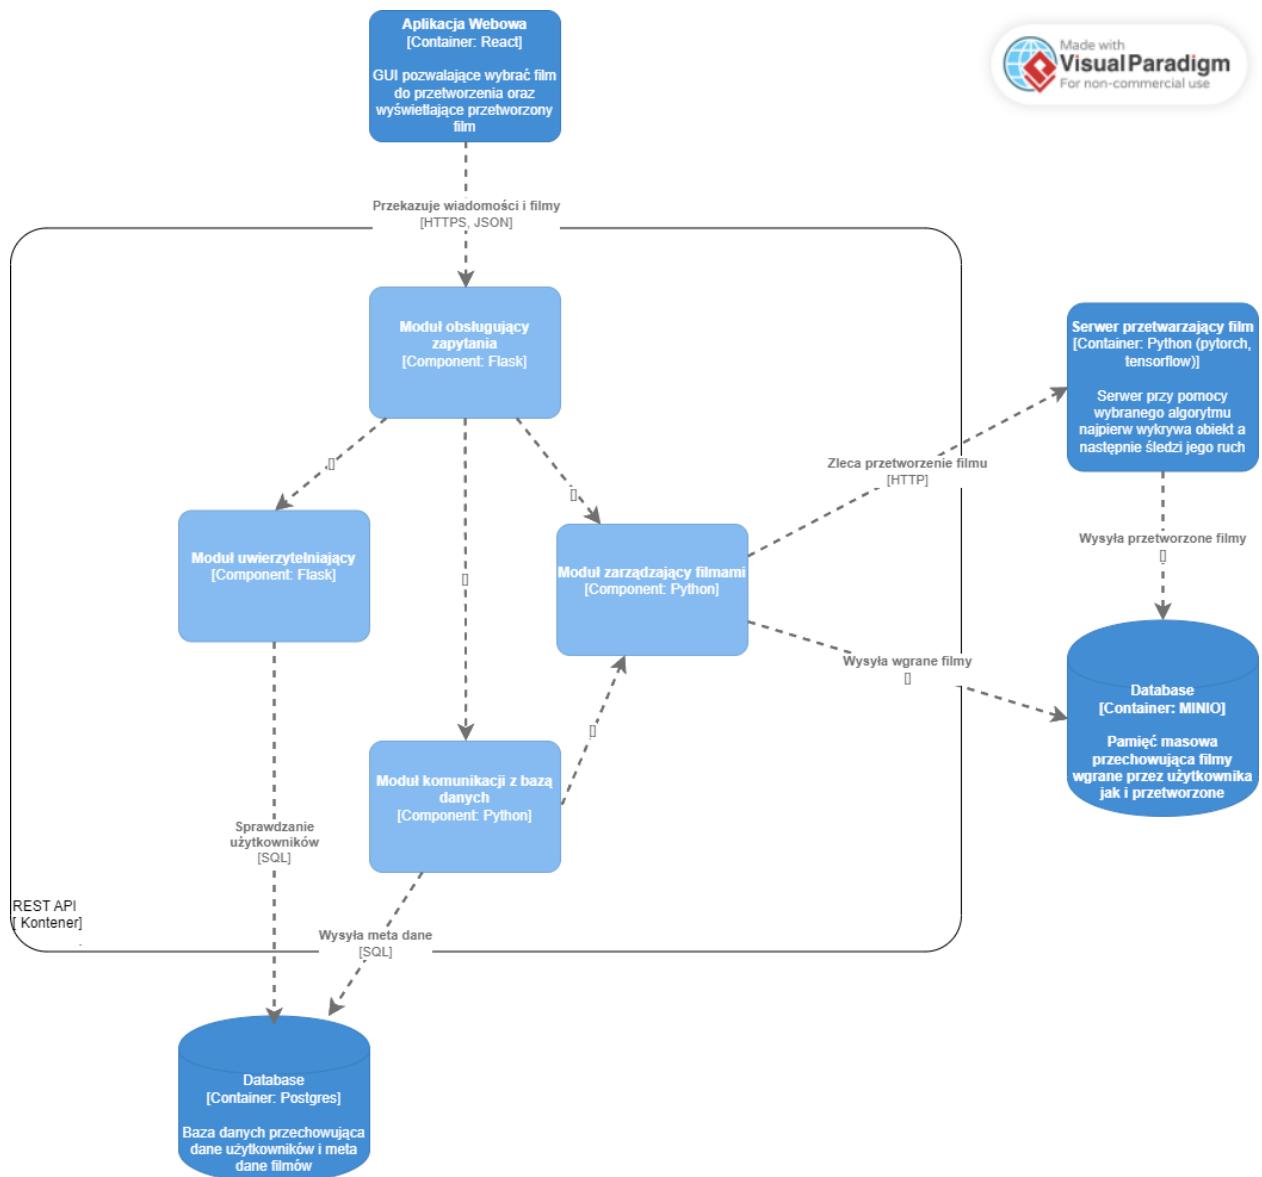 Aplikacja Webowa
[Container: React]
GUI pozwalające wybrać film
do przetworzenia oraz
wyświetlające przetworzony
film
Made with
Visual Paradigm
For non-commercial use
Przekazuje wiadomości i filmy
[HTTPS, JSON]
Moduł obsługujący
zapytania
[Component: Flask]
Serwer przetwarzający film
[Container: Python (pytorch,
tensorflow)]
Serwer przy pomocy
wybranego algorytmu
najpierw wykrywa obiekt a
następnie śledzi jego ruch
[]
Zleca przetworzenie filmu
[HTTP]
[]
Moduł uwierzytelniający
[Component: Flask]
[]
Moduł zarządzający filmami
[Component: Python]
Wysyła przetworzone filmy
[]
Wysyła wgrane filmy
[]
Database
[Container: MINIO]
Pamięć masowa
przechowująca filmy
wgrane przez użytkownika
jak i przetworzone
[]
Moduł komunikacji z bazą
danych
[Component: Python]
Sprawdzanie
użytkowników
[SQL]
REST API
[ Kontener]
.
Wysyła meta dane
[SQL]
Database
[Container: Postgres]
Baza danych przechowująca
dane użytkowników i meta
dane filmów